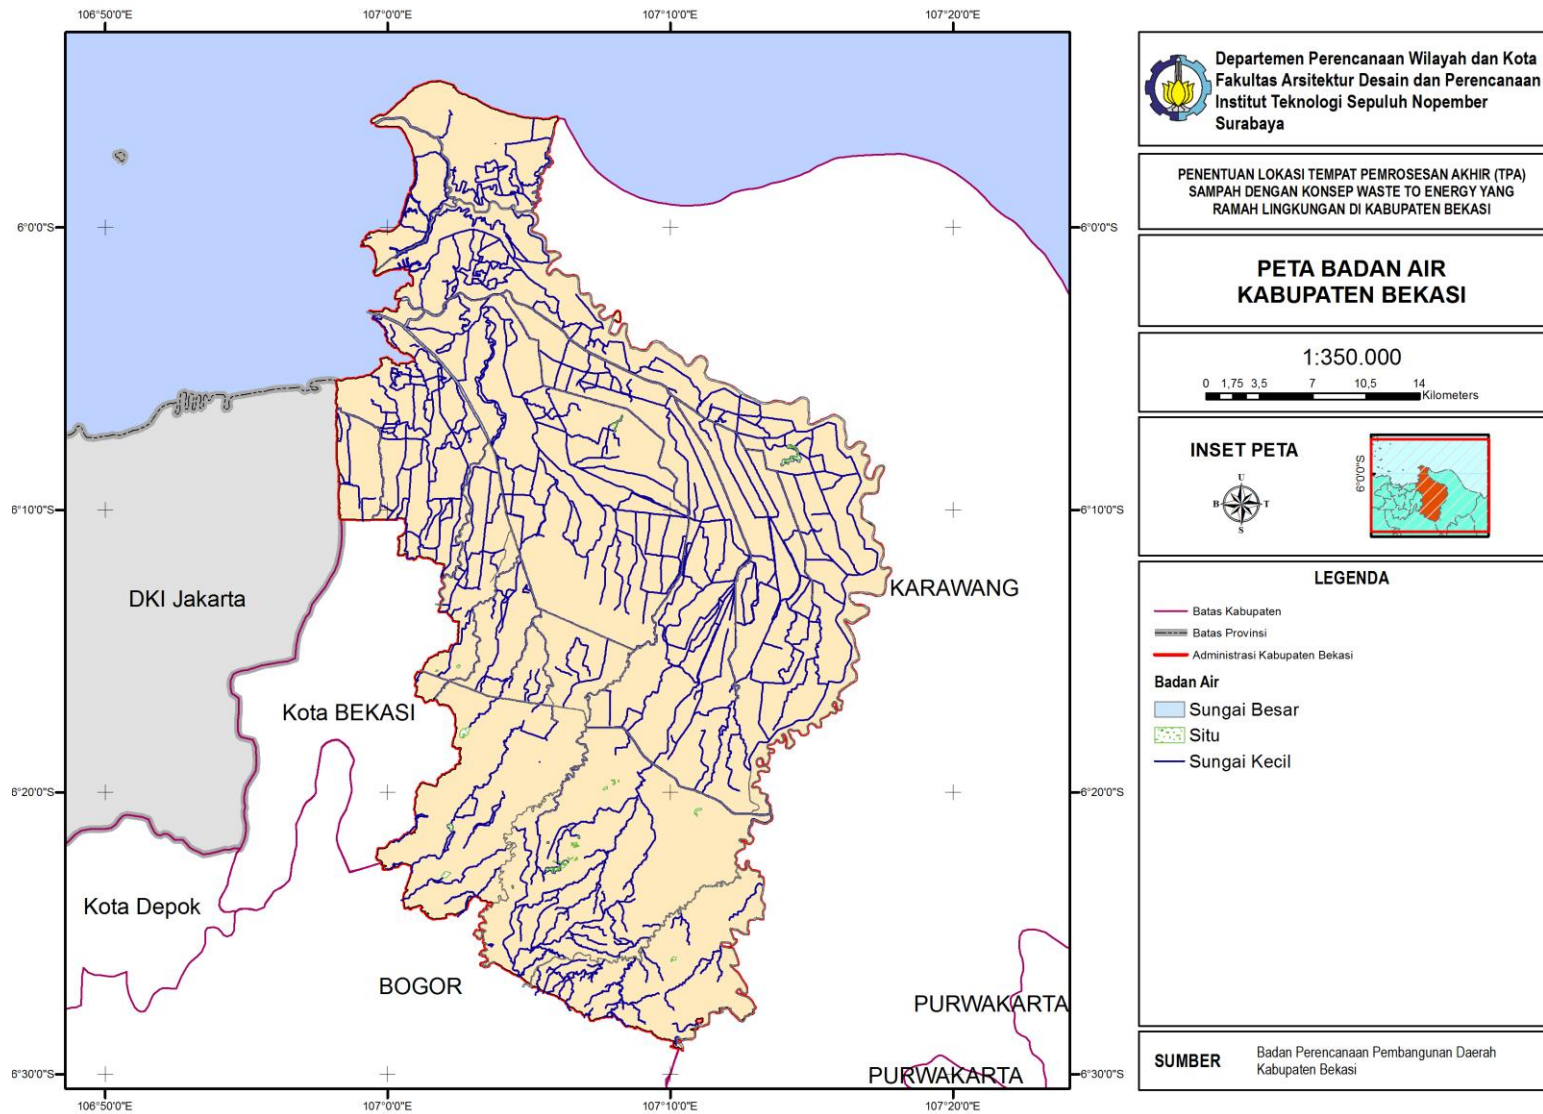 106°50'0"E
107°0'0"E
107°10'0"E
107°20'0"E
6°0'0"S
6°10'0"S
6°20'0"S
6°30'0"S
6°0'0"S
6°10'0"S
6°20'0"S
6°30'0"S
106°50'0"E
107°0'0"E
107°10'0"E
107°20'0"E
DKI Jakarta
KARAWANG
Kota BEKASI
Kota Depok
BOGOR
PURWAKARTA
PURWAKARTA
Departemen Perencanaan Wilayah dan Kota
Fakultas Arsitektur Desain dan Perencanaan
Institut Teknologi Sepuluh Nopember
Surabaya
PENENTUAN LOKASI TEMPAT PEMROSESAN AKHIR (TPA)
SAMPAH DENGAN KONSEP WASTE TO ENERGY YANG
RAMAH LINGKUNGAN DI KABUPATEN BEKASI
PETA BADAN AIR
KABUPATEN BEKASI
1:350.000
0 1,75 3,5 7 10,5 14
Kilometers
INSET PETA
U
B T
S
6°0'0"S
LEGENDA
Batas Kabupaten
Batas Provinsi
Administrasi Kabupaten Bekasi
Badan Air
Sungai Besar
Situ
Sungai Kecil
SUMBER
Badan Perencanaan Pembangunan Daerah
Kabupaten Bekasi